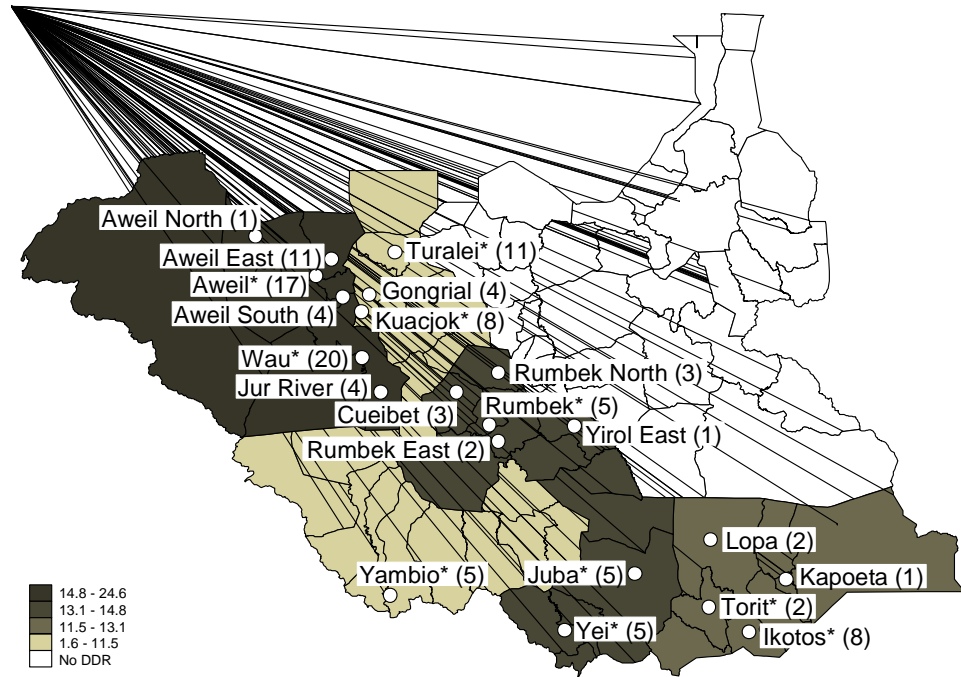 Aweil North (1)
Aweil East (11)
Turalei* (11)
Aweil* (17)
Gongrial (4)
Aweil South (4)
Kuacjok* (8)
Wau* (20)
Rumbek North (3)
Jur River (4)
Cueibet (3)
Rumbek* (5)
Yirol East (1)
Rumbek East (2)
Lopa (2)
Yambio* (5)
Juba* (5)
Kapoeta (1)
Torit* (2)
Yei* (5)
Ikotos* (8)
14.8 - 24.6
13.1 - 14.8
11.5 - 13.1
1.6 - 11.5
No DDR